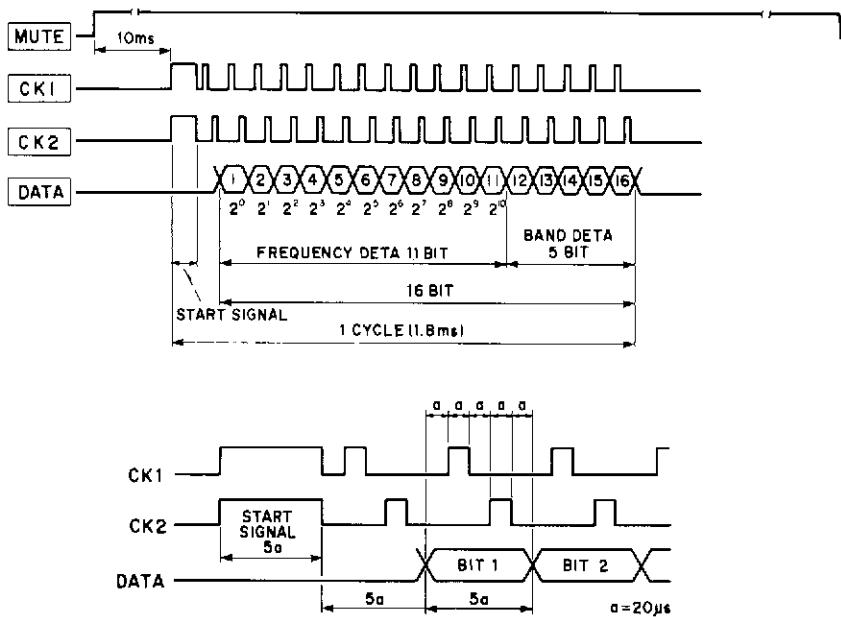 MUTE
10ms
CK1
CK2
DATA
1 2 3 4 5 6 7 8 9 10 11 12 13 14 15 16
2⁰ 2¹ 2² 2³ 2⁴ 2⁵ 2⁶ 2⁷ 2⁸ 2⁹ 2¹⁰
FREQUENCY DETA 11 BIT
BAND DETA
5 BIT
START SIGNAL
16 BIT
1 CYCLE (1.8ms)
a a a a a
CK1
CK2
START
SIGNAL
5a
DATA
BIT 1
BIT 2
5a
5a
a=20μs